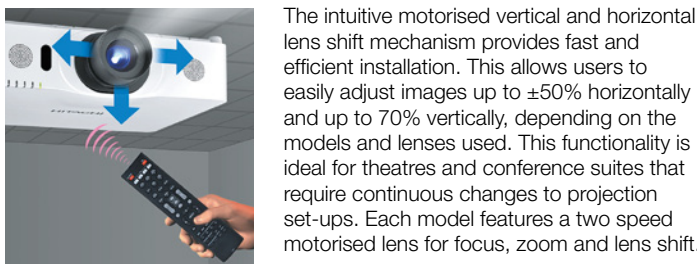 The intuitive motorised vertical and horizontal
lens shift mechanism provides fast and
efficient installation. This allows users to
easily adjust images up to ±50% horizontally
and up to 70% vertically, depending on the
models and lenses used. This functionality is
ideal for theatres and conference suites that
require continuous changes to projection
set-ups. Each model features a two speed
motorised lens for focus, zoom and lens shift.
HITACHI